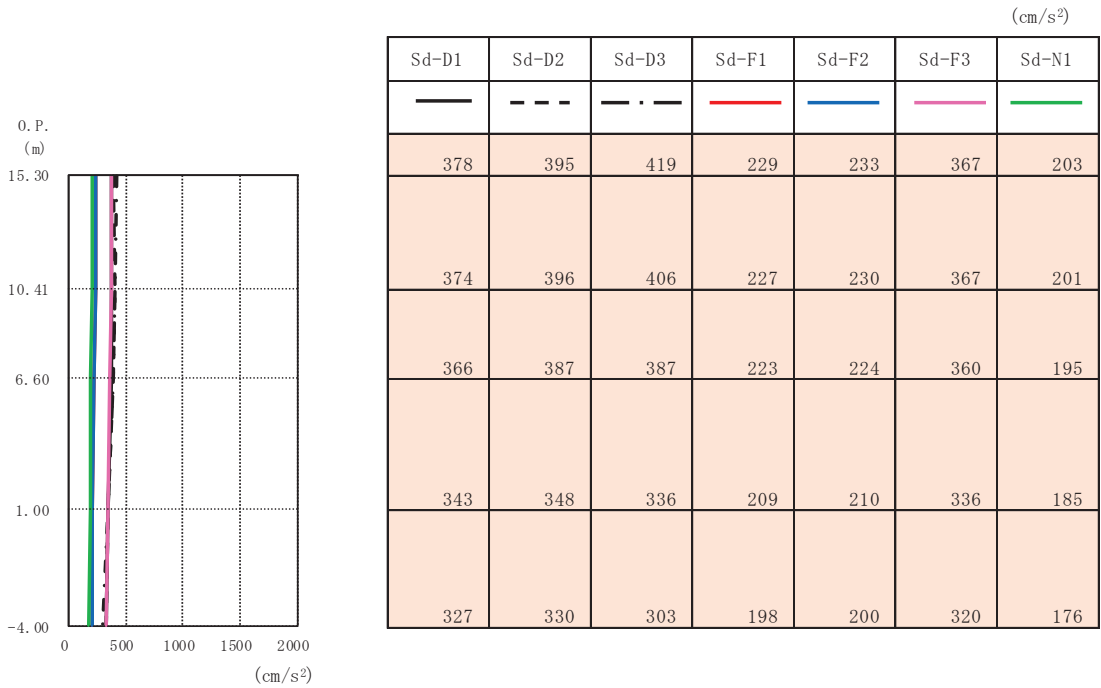 (cm/s²)
Sd-D1 Sd-D2 Sd-D3 Sd-F1 Sd-F2 Sd-F3 Sd-N1
O.P.
(m)
15.30 378 395 419 229 233 367 203
10.41 374 396 406 227 230 367 201
6.60 366 387 387 223 224 360 195
1.00 343 348 336 209 210 336 185
-4.00 327 330 303 198 200 320 176
0 500 1000 1500 2000
(cm/s²)